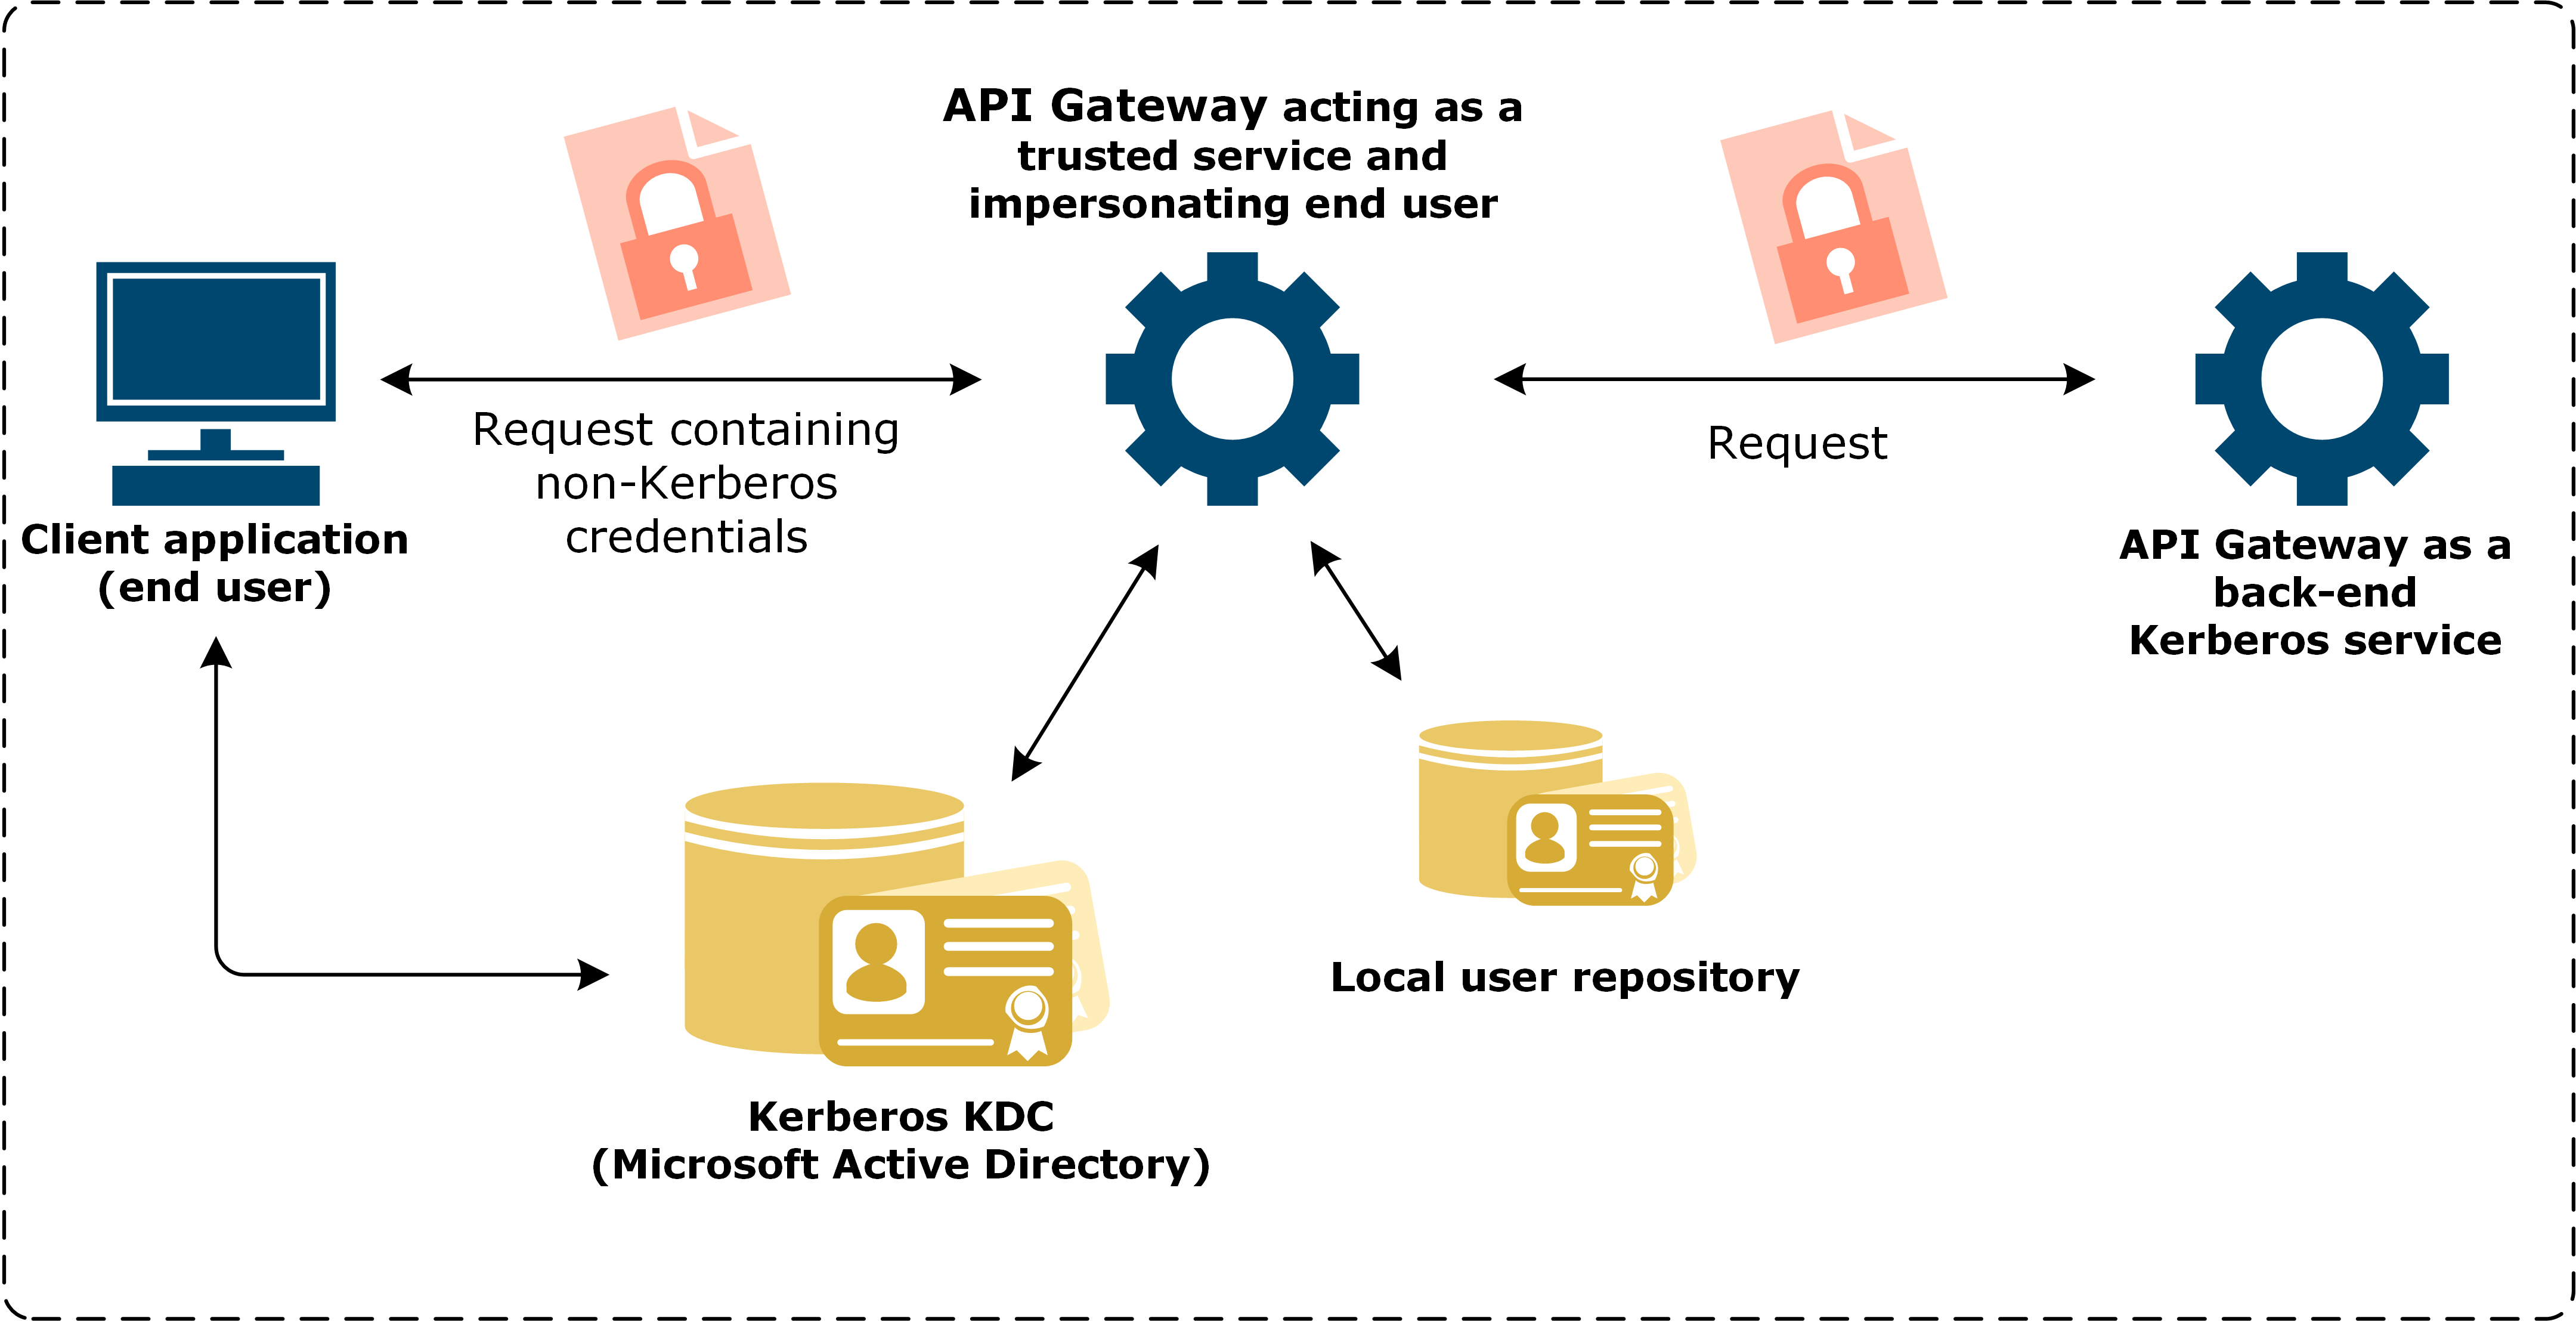 API Gateway acting as a
trusted service and
impersonating end user
Request containing
non-Kerberos
credentials
Request
Client application
(end user)
API Gateway as a
back-end
Kerberos service
Local user repository
Kerberos KDC
(Microsoft Active Directory)